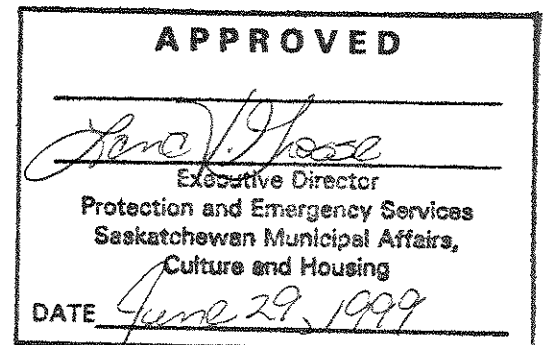 APPROVED
Executive Director
Protection and Emergency Services
Saskatchewan Municipal Affairs,
Culture and Housing
DATE June 29, 1999